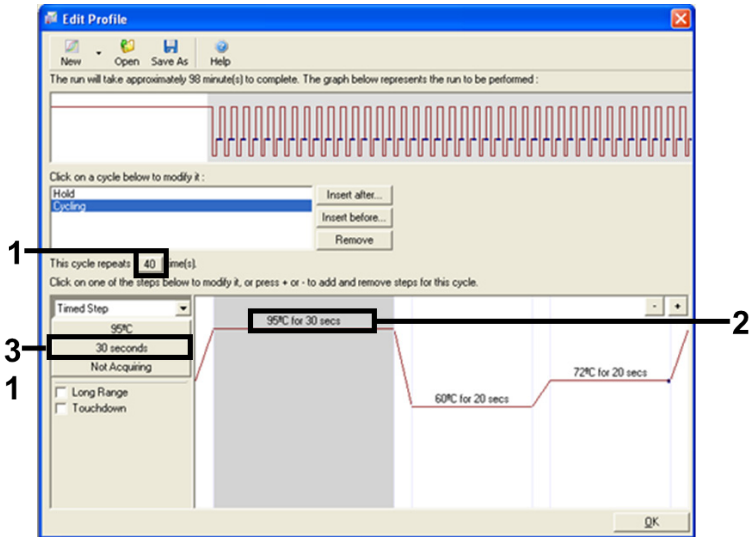 Edit Profile
New Open Save As Help
The run will take approximately 98 minute(s) to complete. The graph below represents the run to be performed :
Click on a cycle below to modify it :
Hold
Cycling
Insert after...
Insert before...
Remove
1
This cycle repeats 40 time(s).
Click on one of the steps below to modify it, or press + or - to add and remove steps for this cycle.
Timed Step
- +
95ºC
95ºC for 30 secs
2
3
30 seconds
Not Acquiring
72ºC for 20 secs
1
Long Range
60ºC for 20 secs
Touchdown
OK